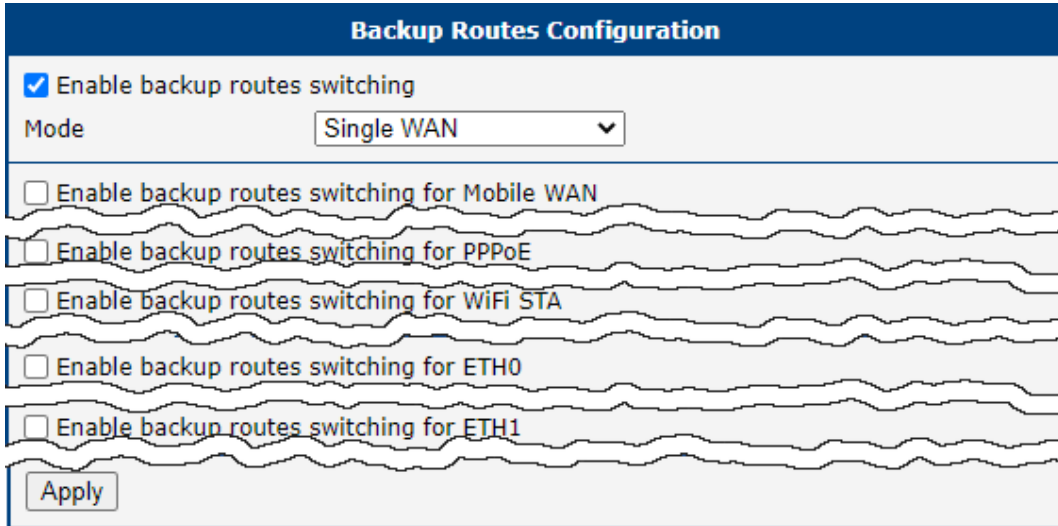 Backup Routes Configuration
Enable backup routes switching
Mode Single WAN
Enable backup routes switching for Mobile WAN
Enable backup routes switching for PPPoE
Enable backup routes switching for WiFi STA
Enable backup routes switching for ETH0
Enable backup routes switching for ETH1
Apply